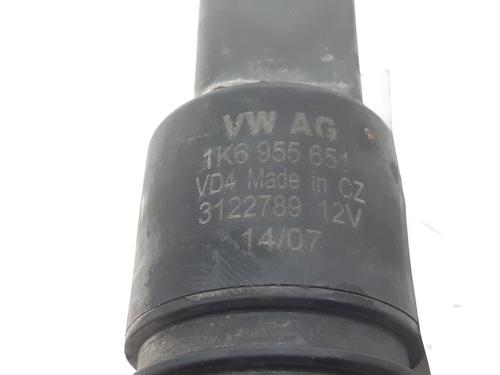 VW AG
1K6 955 651
VD4 Made in CZ
3122789 12V
14/07